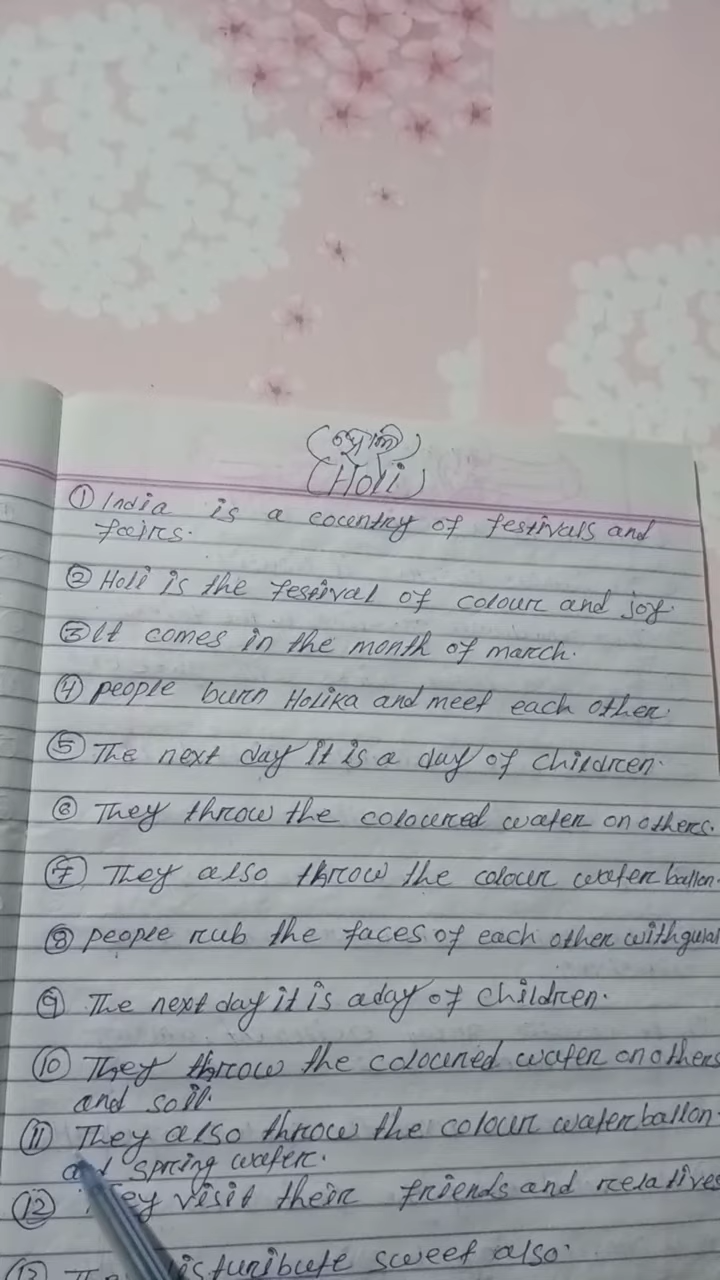 (ହୋଲି)
(Holi)
① India is a country of festivals and
fairs.
② Holi is the festival of colour and joy.
③ It comes in the month of march.
④ people burn Holika and meet each other.
⑤ The next day it is a day of children.
⑥ They throw the coloured water on others.
⑦ They also throw the colour water ballon.
⑧ people rub the faces of each other with gulal
⑨ The next day it is a day of children.
⑩ They throw the coloured water on others
and soil.
⑪ They also throw the colour water ballon
and spring water.
⑫ They visit their friends and relatives
⑬ distribute sweet also.